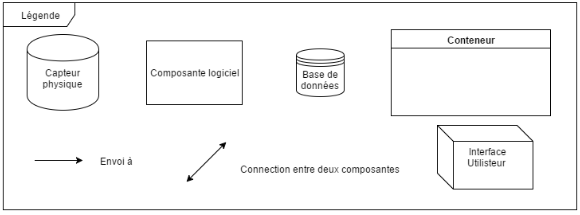 Légende
Capteur
physique
Composante logiciel
Base de
données
Conteneur
Envoi à
Connection entre deux composantes
Interface
Utilisteur